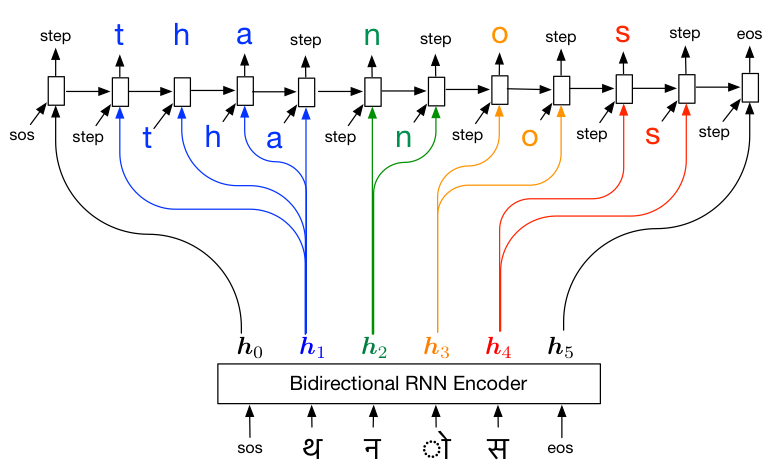 step t h a step n step o step s step eos
sos step t h a step n step o step s step
h0 h1 h2 h3 h4 h5
Bidirectional RNN Encoder
sos थ न ो स eos